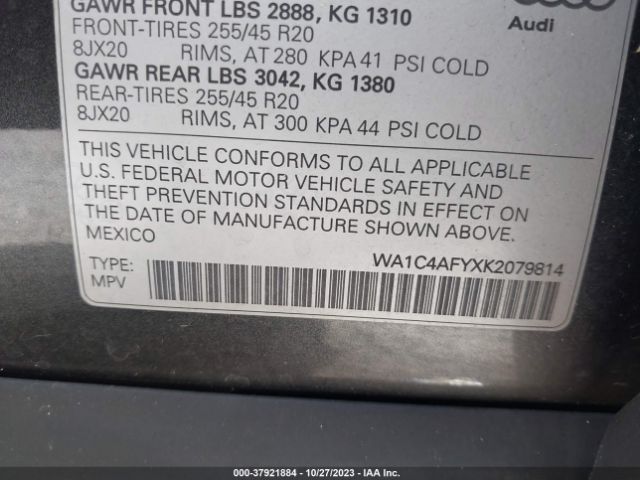 GAWR FRONT LBS 2888, KG 1310
FRONT-TIRES 255/45 R20
8JX20 RIMS, AT 280 KPA 41 PSI COLD
GAWR REAR LBS 3042, KG 1380
REAR-TIRES 255/45 R20
8JX20 RIMS, AT 300 KPA 44 PSI COLD
Audi
THIS VEHICLE CONFORMS TO ALL APPLICABLE
U.S. FEDERAL MOTOR VEHICLE SAFETY AND
THEFT PREVENTION STANDARDS IN EFFECT ON
THE DATE OF MANUFACTURE SHOWN ABOVE.
MEXICO
WA1C4AFYXK2079814
TYPE:
MPV
000-37921884 - 10/27/2023 - IAA Inc.